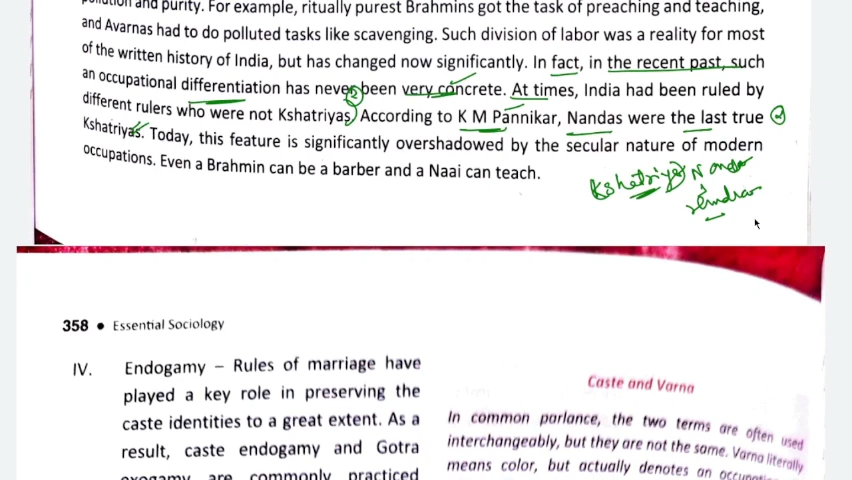 pollution and purity. For example, ritually purest Brahmins got the task of preaching and teaching,
and Avarnas had to do polluted tasks like scavenging. Such division of labor was a reality for most
of the written history of India, but has changed now significantly. In fact, in the recent past, such
an occupational differentiation has never been very concrete. At times, India had been ruled by
different rulers who were not Kshatriyas. According to K M Pannikar, Nandas were the last true
Kshatriyas. Today, this feature is significantly overshadowed by the secular nature of modern
occupations. Even a Brahmin can be a barber and a Naai can teach.
Kshatriya
358 • Essential Sociology
IV. Endogamy – Rules of marriage have
played a key role in preserving the
caste identities to a great extent. As a
result, caste endogamy and Gotra
exogamy are commonly practiced
Caste and Varna
In common parlance, the two terms are often used
interchangeably, but they are not the same. Varna literally
means color, but actually denotes an